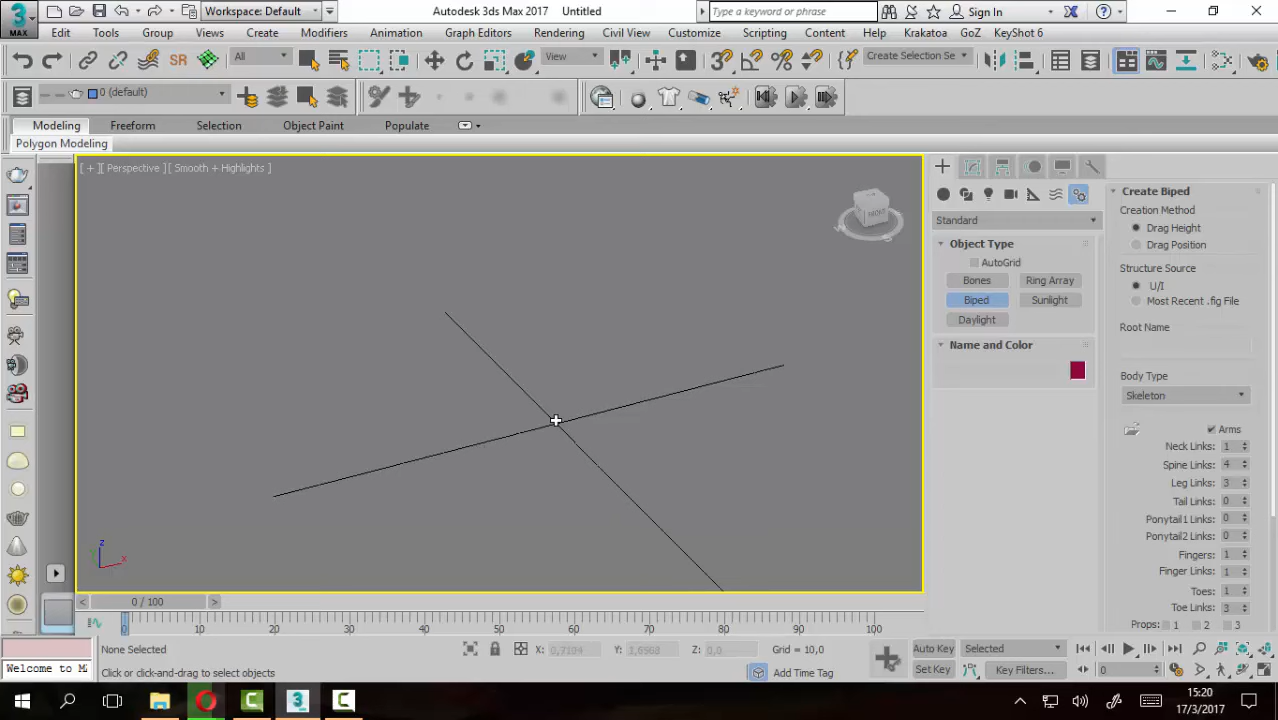 3 MAX Workspace: Default Autodesk 3ds Max 2017 Untitled Type a keyword or phrase Sign In
Edit Tools Group Views Create Modifiers Animation Graph Editors Rendering Civil View Customize Scripting Content Help Krakatoa GoZ KeyShot 6
SR All View 3 Create Selection Se
0 (default)
Modeling Freeform Selection Object Paint Populate
Polygon Modeling
[ + ][ Perspective ][ Smooth + Highlights ]
Standard
Object Type
AutoGrid
Bones Ring Array
Biped Sunlight
Daylight
Name and Color
Create Biped
Creation Method
Drag Height
Drag Position
Structure Source
U/I
Most Recent .fig File
Root Name
Body Type
Skeleton
Arms
Neck Links: 1
Spine Links: 4
Leg Links: 3
Tail Links: 0
Ponytail1 Links: 0
Ponytail2 Links: 0
Fingers: 1
Finger Links: 1
Toes: 1
Toe Links: 3
Props: 1 2 3
z
x
0 / 100
0 10 20 30 40 50 60 70 80 90 100
None Selected X: Y: Z: 0,0 Grid = 10,0 Auto Key Selected
Welcome to M Click or click-and-drag to select objects Add Time Tag Set Key Key Filters... 0
15:20
17/3/2017